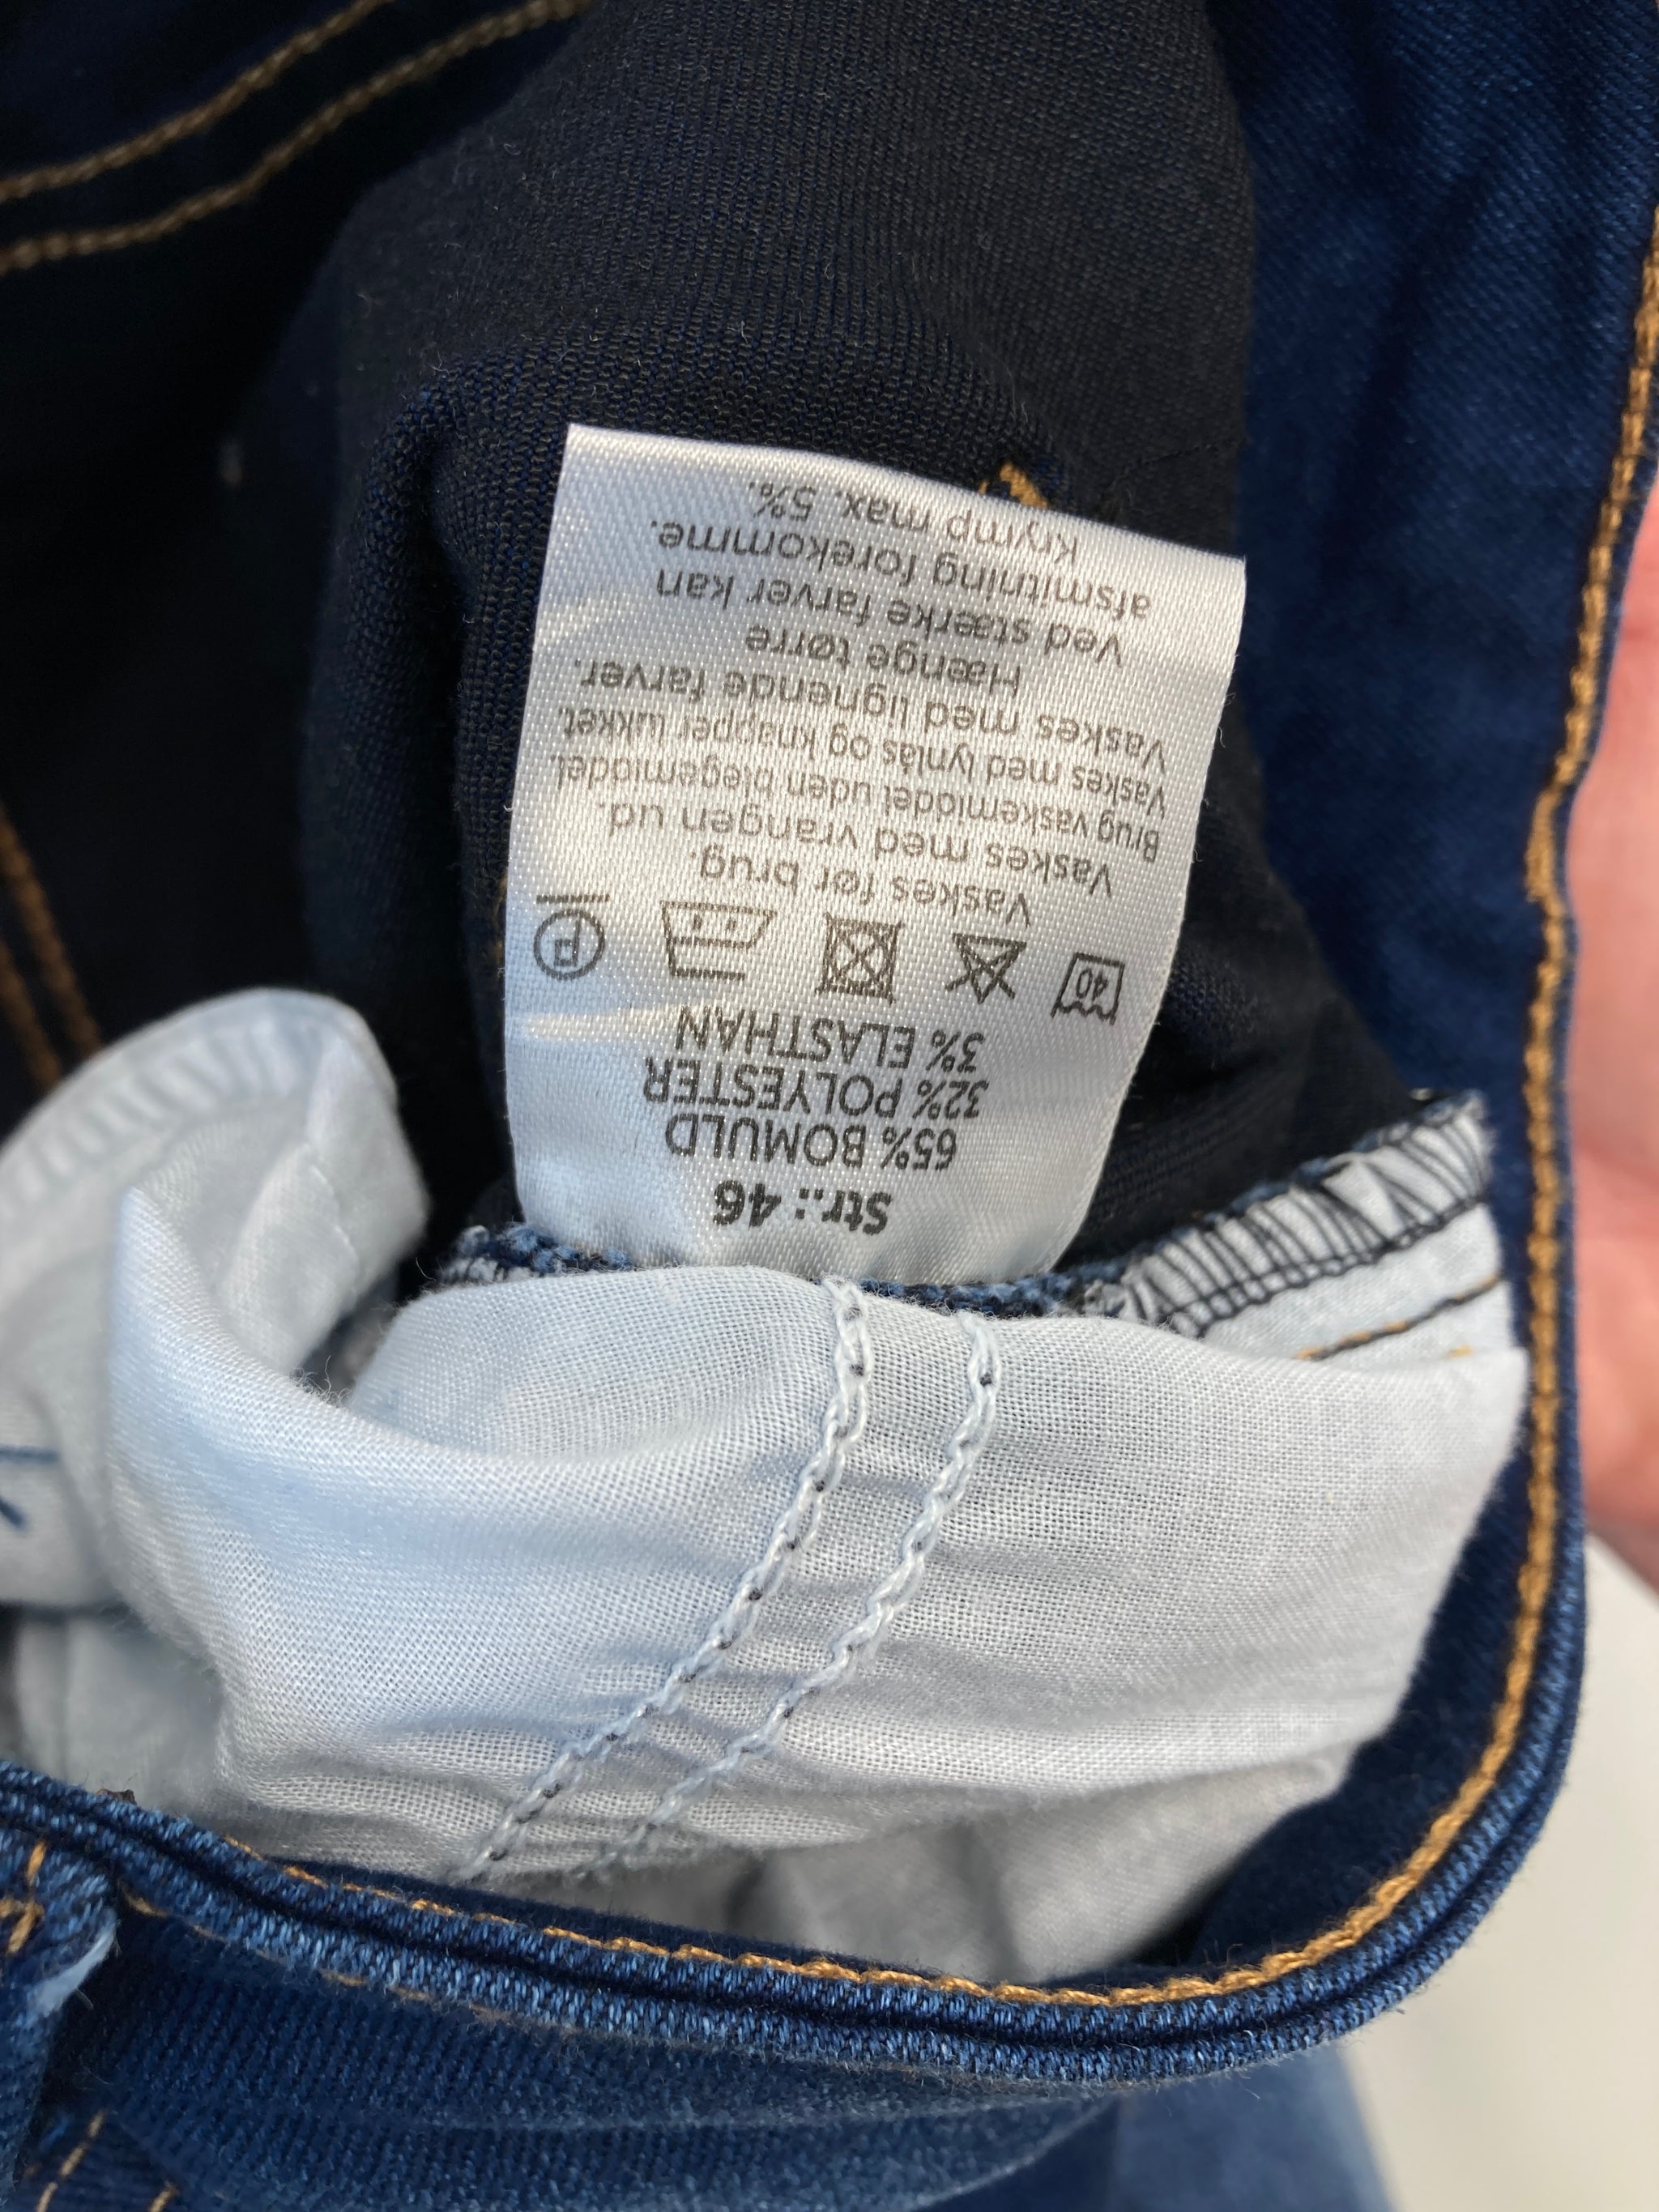 Str.: 46
65% BOMULD
32% POLYESTER
3% ELASTHAN
40
P
Vaskes før brug.
Vaskes med vrangen ud.
Brug vaskemiddel uden blegemiddel.
Vaskes med lynlås og knapper lukket.
Vaskes med lignende farver.
Hænge tørre
Ved stærke farver kan
afsmitning forekomme.
Krymp max. 5%.